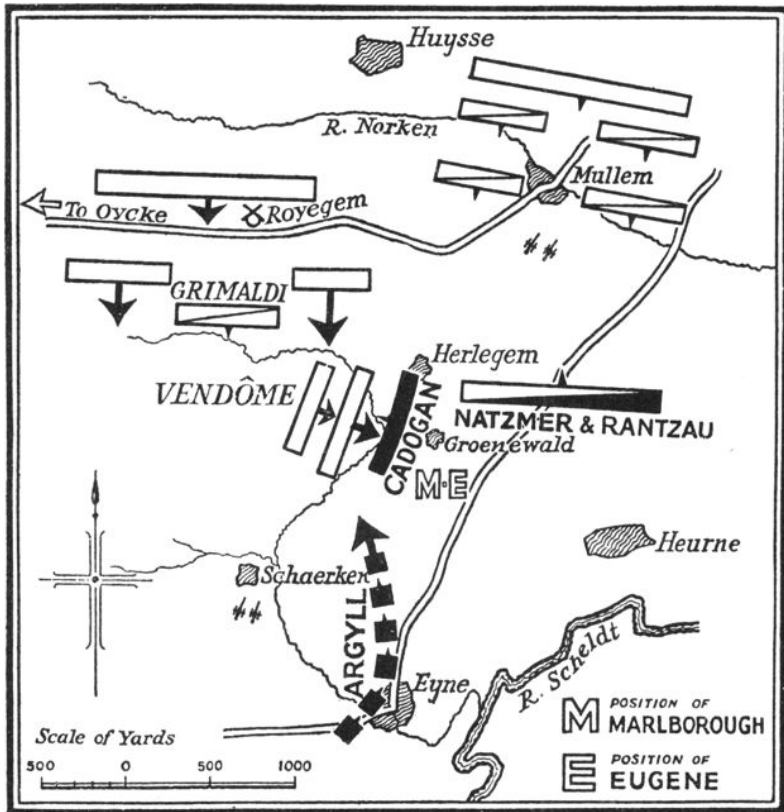 Huysse
R. Norken
Mullem
To Oycke
Royegem
GRIMALDI
Herlegem
VENDÔME
CADOGAN
NATZMER & RANTZAU
Groenewald
M·E
Heurne
Schaerken
ARGYLL
Eyne
R. Scheldt
M POSITION OF
MARLBOROUGH
E POSITION OF
EUGENE
Scale of Yards
500 0 500 1000